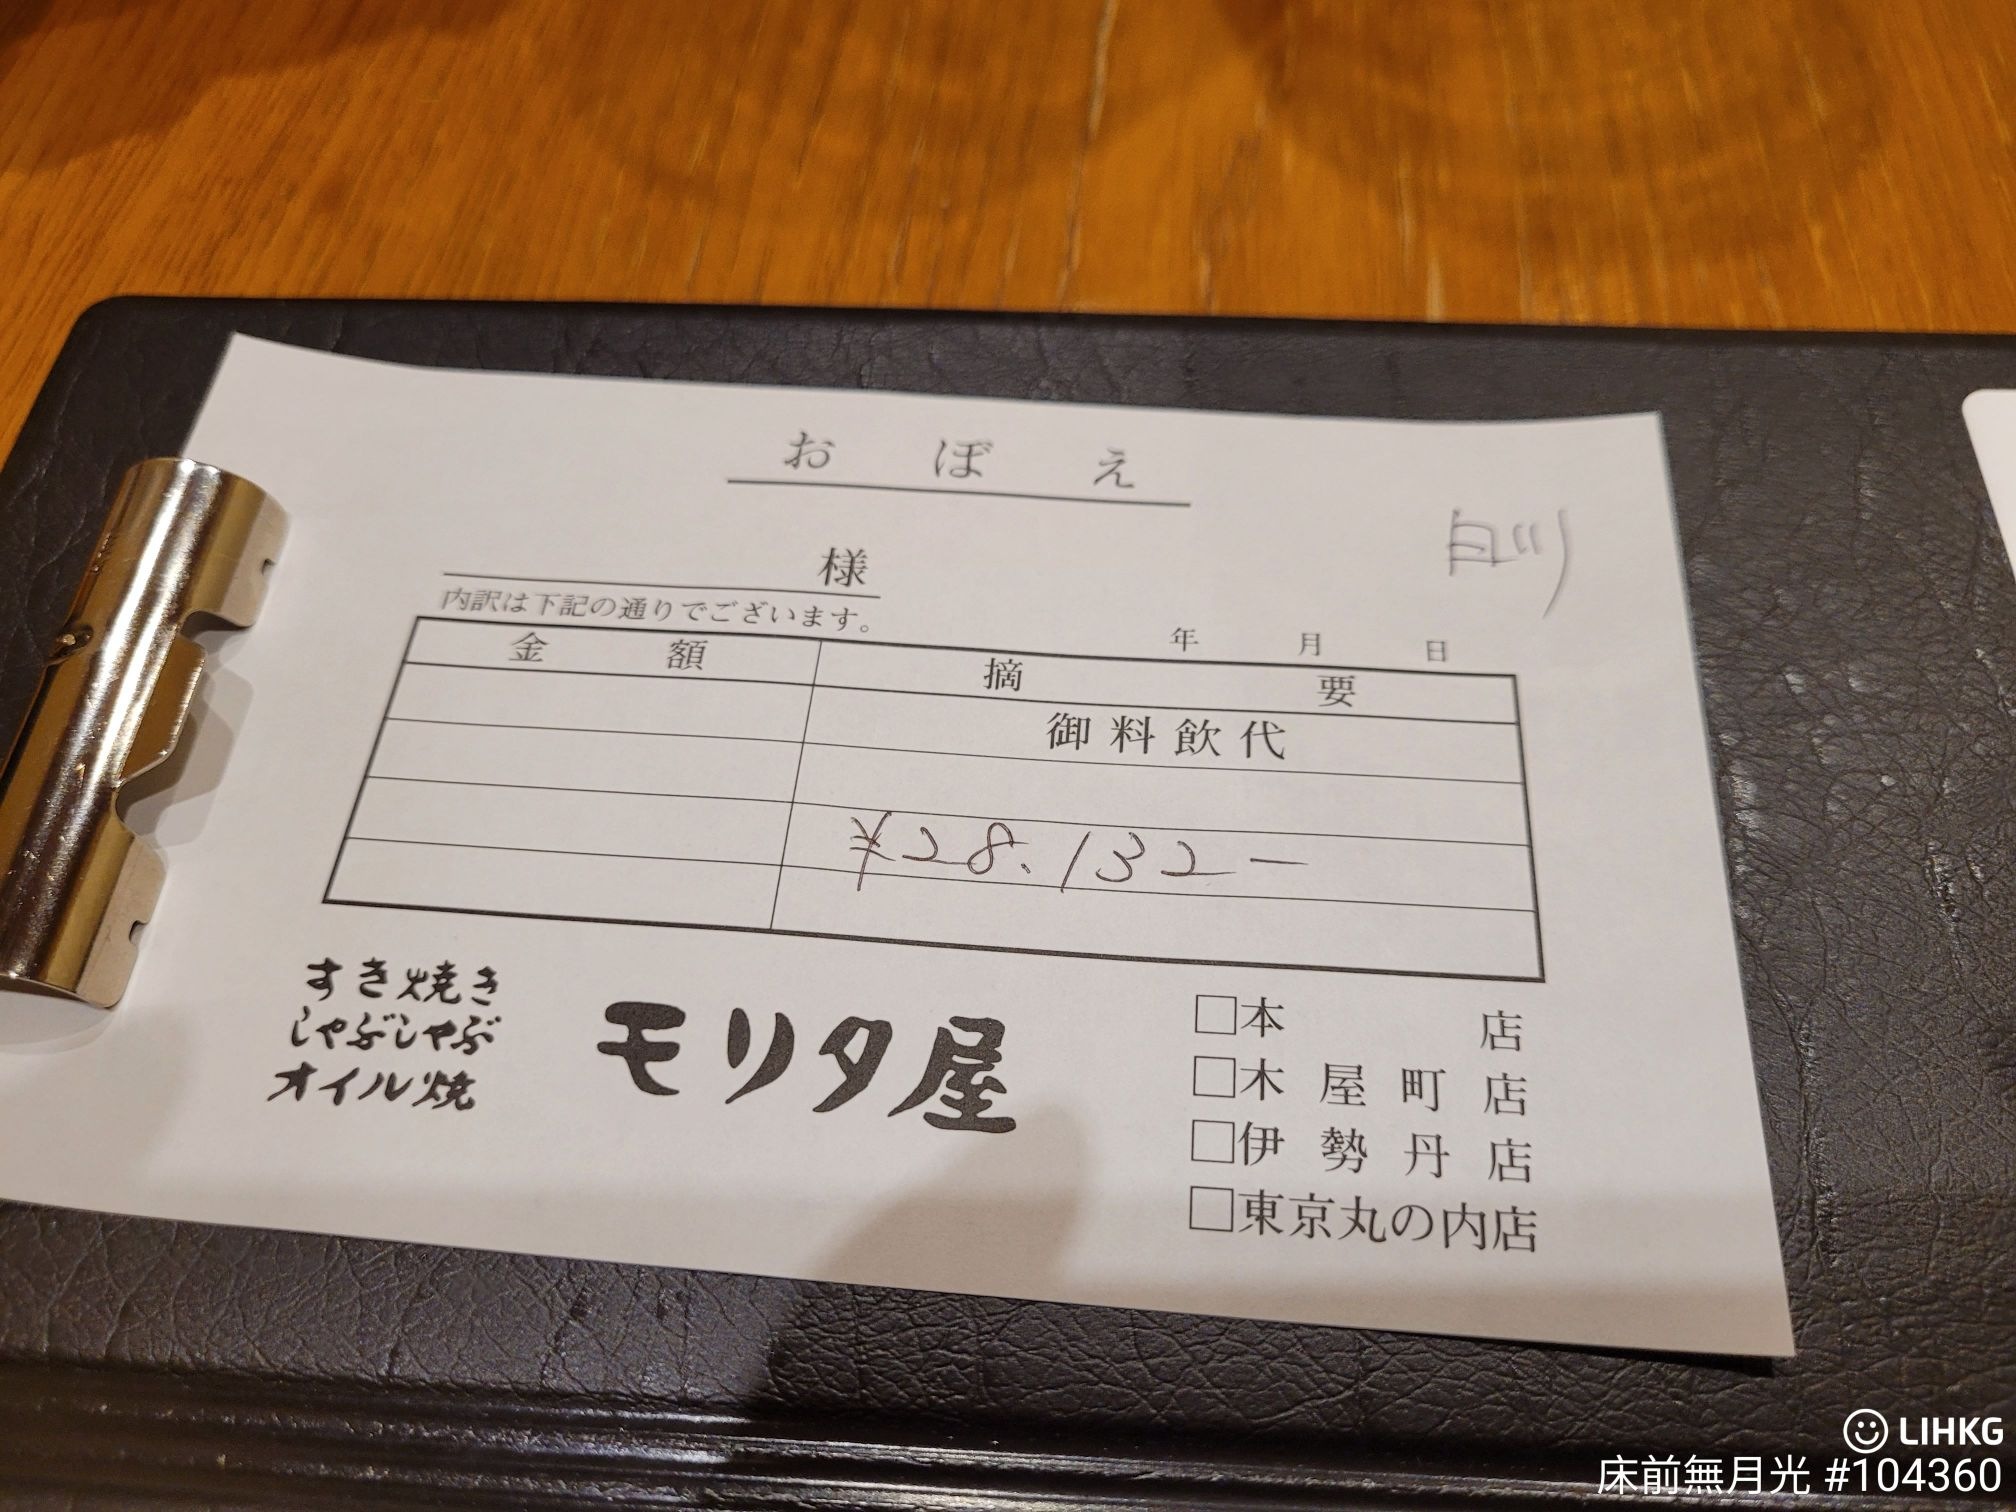 おぼえ
白川
様
内訳は下記の通りでございます。
年 月 日
金額 摘要
御料飲代
¥28.132-
すき焼き
しゃぶしゃぶ
オイル焼
モリタ屋
□本店
□木屋町店
□伊勢丹店
□東京丸の内店
LIHKG
床前無月光 #104360